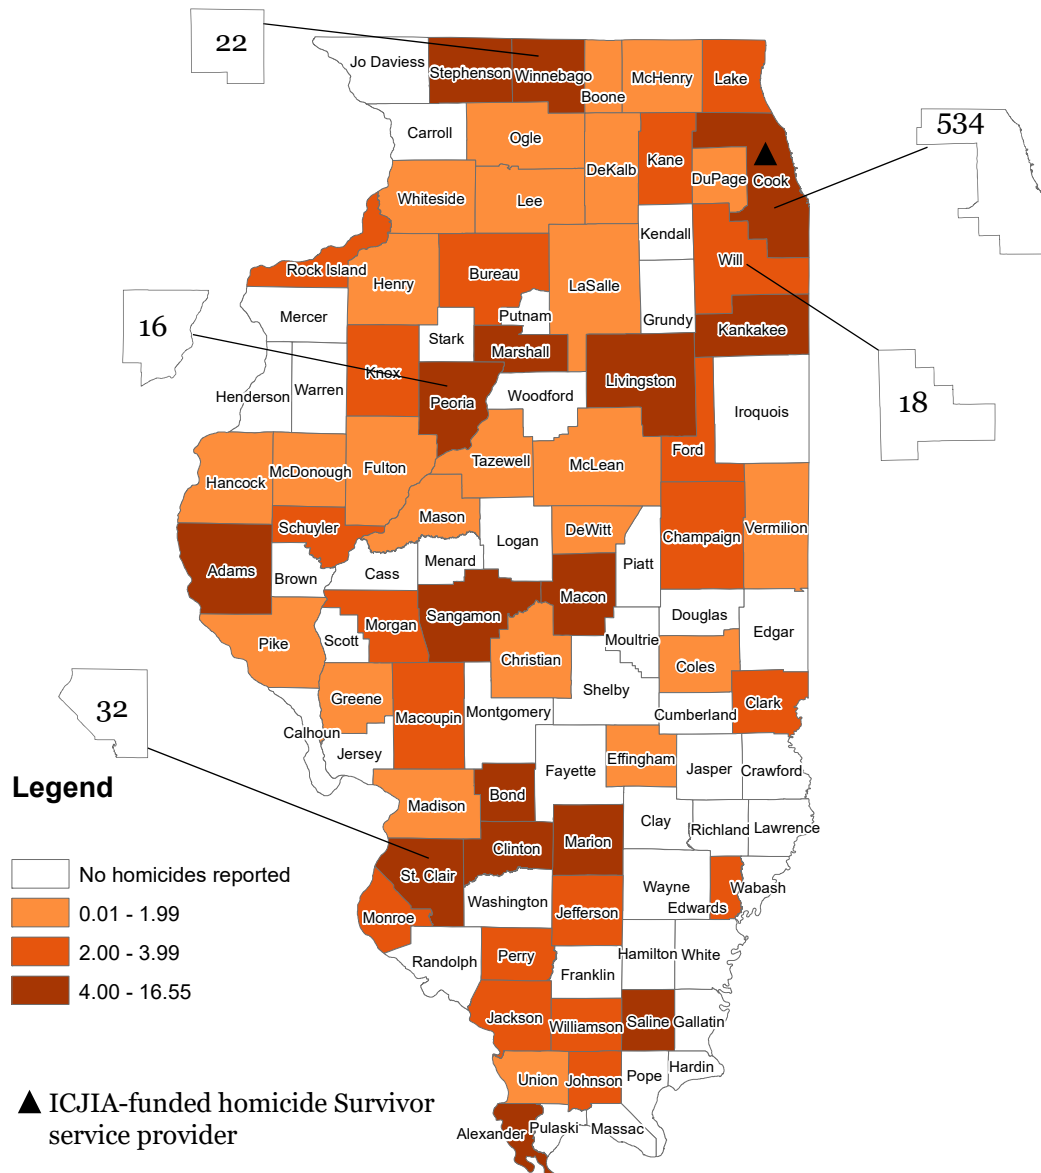 22
Jo Daviess
Stephenson
Winnebago
Boone
McHenry
Lake
534
Carroll
Ogle
DeKalb
Kane
DuPage
Cook
Whiteside
Lee
Kendall
Rock Island
Henry
Bureau
LaSalle
Will
16
Mercer
Putnam
Grundy
Kankakee
Stark
Marshall
Knox
Livingston
Henderson
Warren
Peoria
Woodford
Iroquois
18
Hancock
McDonough
Fulton
Tazewell
McLean
Ford
Schuyler
Mason
DeWitt
Champaign
Vermilion
Logan
Adams
Brown
Cass
Menard
Piatt
Macon
Pike
Scott
Morgan
Sangamon
Douglas
Edgar
Moultrie
Christian
Coles
Greene
Shelby
32
Calhoun
Macoupin
Montgomery
Cumberland
Clark
Jersey
Fayette
Effingham
Jasper
Crawford
Legend
Madison
Bond
Clay
Richland
Lawrence
Marion
Clinton
St. Clair
No homicides reported
Wayne
Edwards
Wabash
Washington
0.01 - 1.99
Monroe
Jefferson
2.00 - 3.99
Randolph
Perry
Franklin
Hamilton
White
4.00 - 16.55
Jackson
Williamson
Saline
Gallatin
Union
Johnson
Pope
Hardin
ICJIA-funded homicide Survivor
service provider
Alexander
Pulaski
Massac